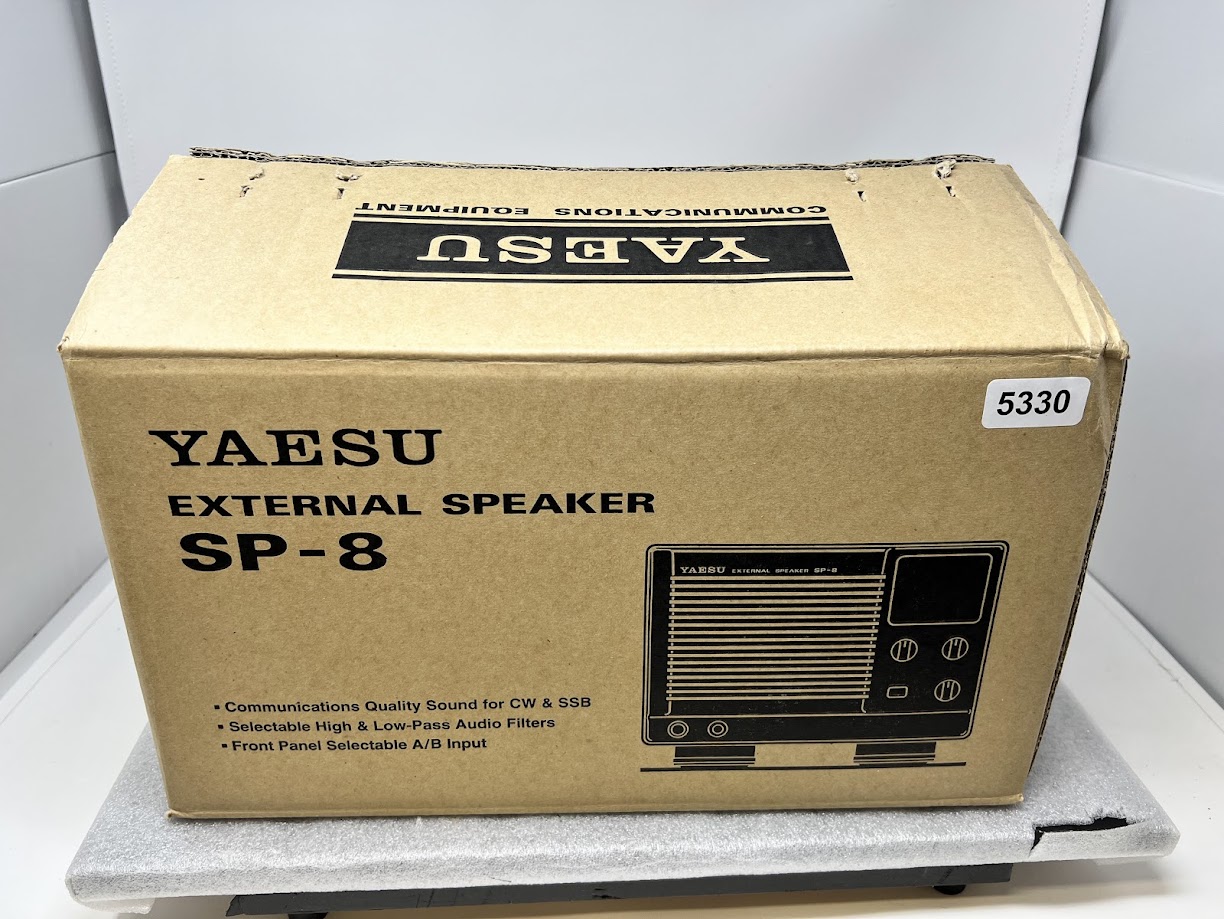 COMMUNICATIONS EQUIPMENT
YAESU
5330
YAESU
EXTERNAL SPEAKER
SP-8
YAESU EXTERNAL SPEAKER SP-8
▪ Communications Quality Sound for CW & SSB
▪ Selectable High & Low-Pass Audio Filters
▪ Front Panel Selectable A/B Input